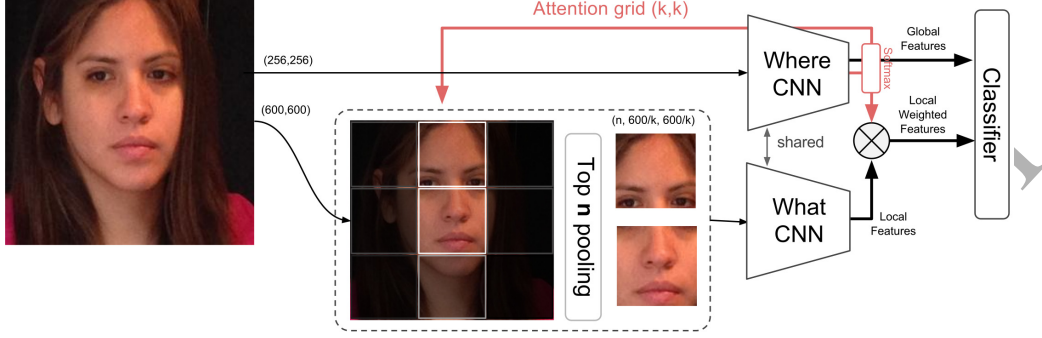 Attention grid (k,k)
(256,256)
(600,600)
Where
CNN
Softmax
Global
Features
Local
Weighted
Features
Classifier
shared
(n, 600/k, 600/k)
Top n pooling
What
CNN
Local
Features